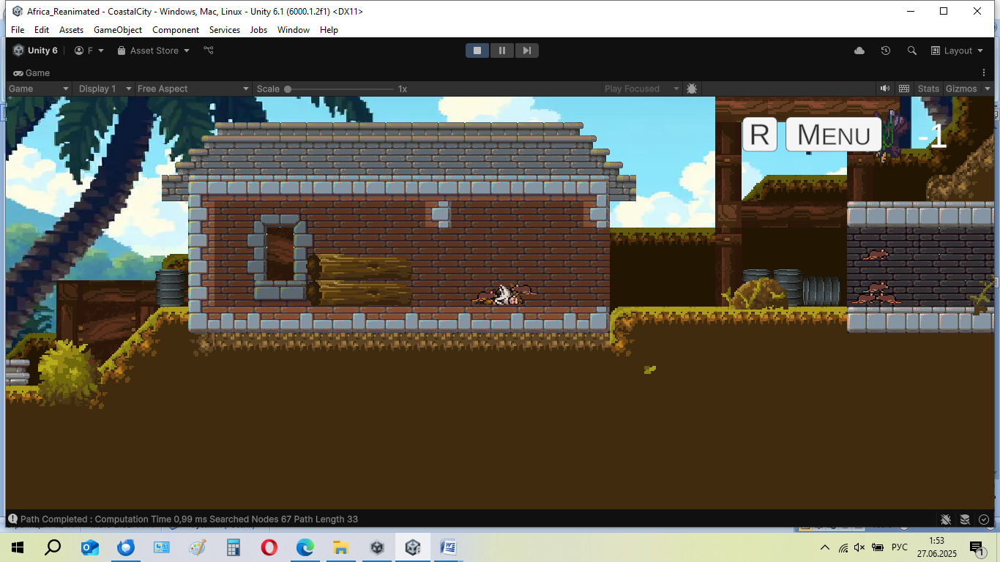 Africa_Reanimated - CoastalCity - Windows, Mac, Linux - Unity 6.1 (6000.1.2f1) <DX11>
File Edit Assets GameObject Component Services Jobs Window Help
Unity 6 F Asset Store Layout
Game
Game Display 1 Free Aspect Scale 1x Play Focused Stats Gizmos
R MENU -1
Path Completed : Computation Time 0,99 ms Searched Nodes 67 Path Length 33
РУС 1:53
27.06.2025 1